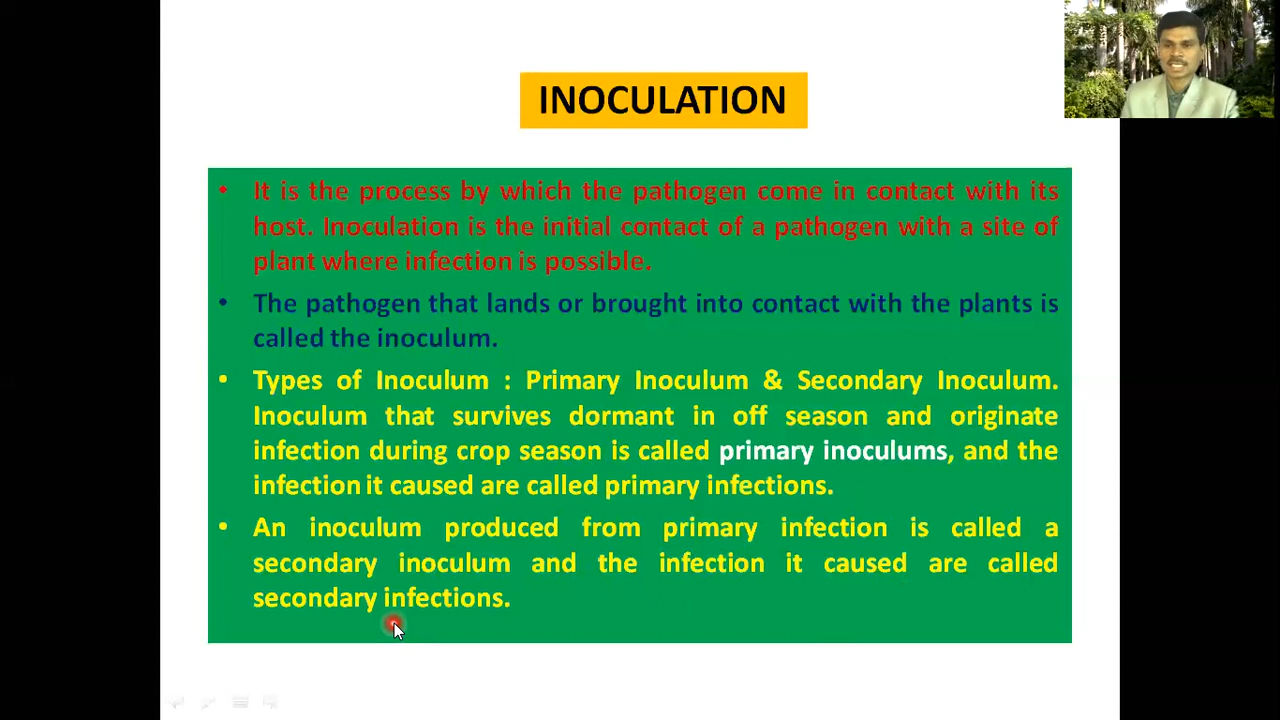 INOCULATION
• It is the process by which the pathogen come in contact with its
host. Inoculation is the initial contact of a pathogen with a site of
plant where infection is possible.
• The pathogen that lands or brought into contact with the plants is
called the inoculum.
• Types of Inoculum : Primary Inoculum & Secondary Inoculum.
Inoculum that survives dormant in off season and originate
infection during crop season is called primary inoculums, and the
infection it caused are called primary infections.
• An inoculum produced from primary infection is called a
secondary inoculum and the infection it caused are called
secondary infections.